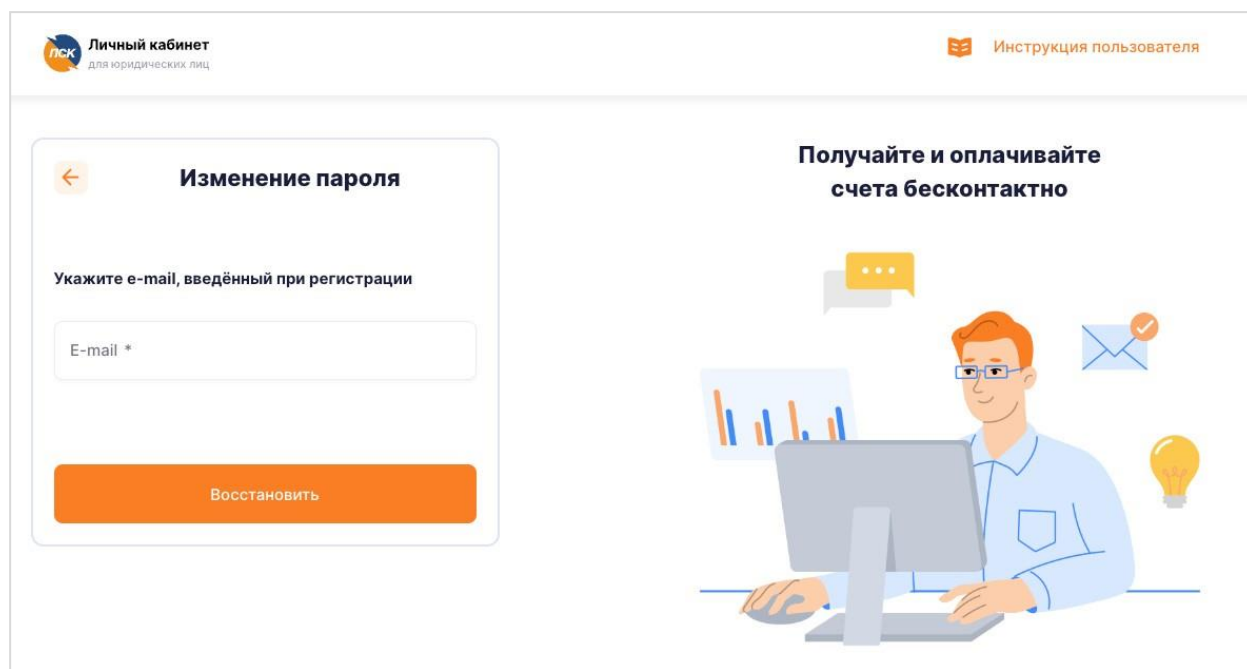 ПСК
Личный кабинет
для юридических лиц
Инструкция пользователя
Изменение пароля
Укажите e-mail, введённый при регистрации
E-mail *
Восстановить
Получайте и оплачивайте
счета бесконтактно